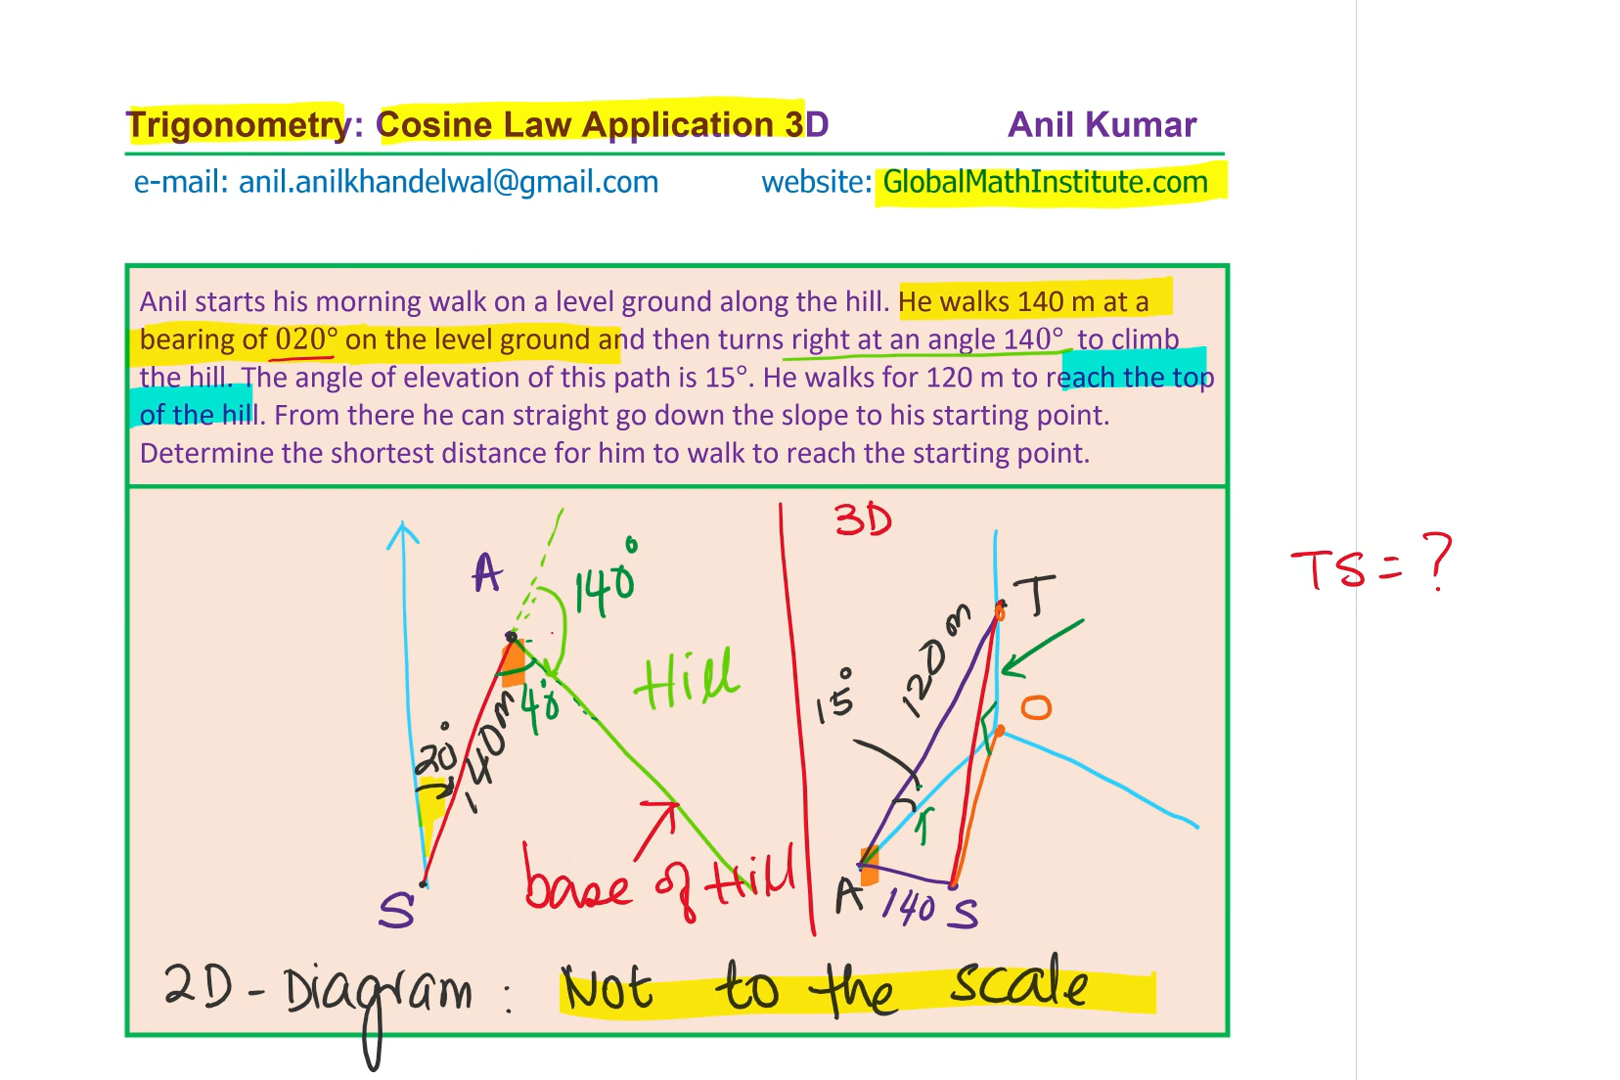 Trigonometry: Cosine Law Application 3D Anil Kumar
e-mail: anil.anilkhandelwal@gmail.com website: GlobalMathInstitute.com
Anil starts his morning walk on a level ground along the hill. He walks 140 m at a
bearing of 020° on the level ground and then turns right at an angle 140° to climb
the hill. The angle of elevation of this path is 15°. He walks for 120 m to reach the top
of the hill. From there he can straight go down the slope to his starting point.
Determine the shortest distance for him to walk to reach the starting point.
3D
TS = ?
A
140°
T
120 m
Hill
40°
15°
O
20°
140 m
r
base of Hill
A
140
S
S
2D - Diagram : Not to the scale